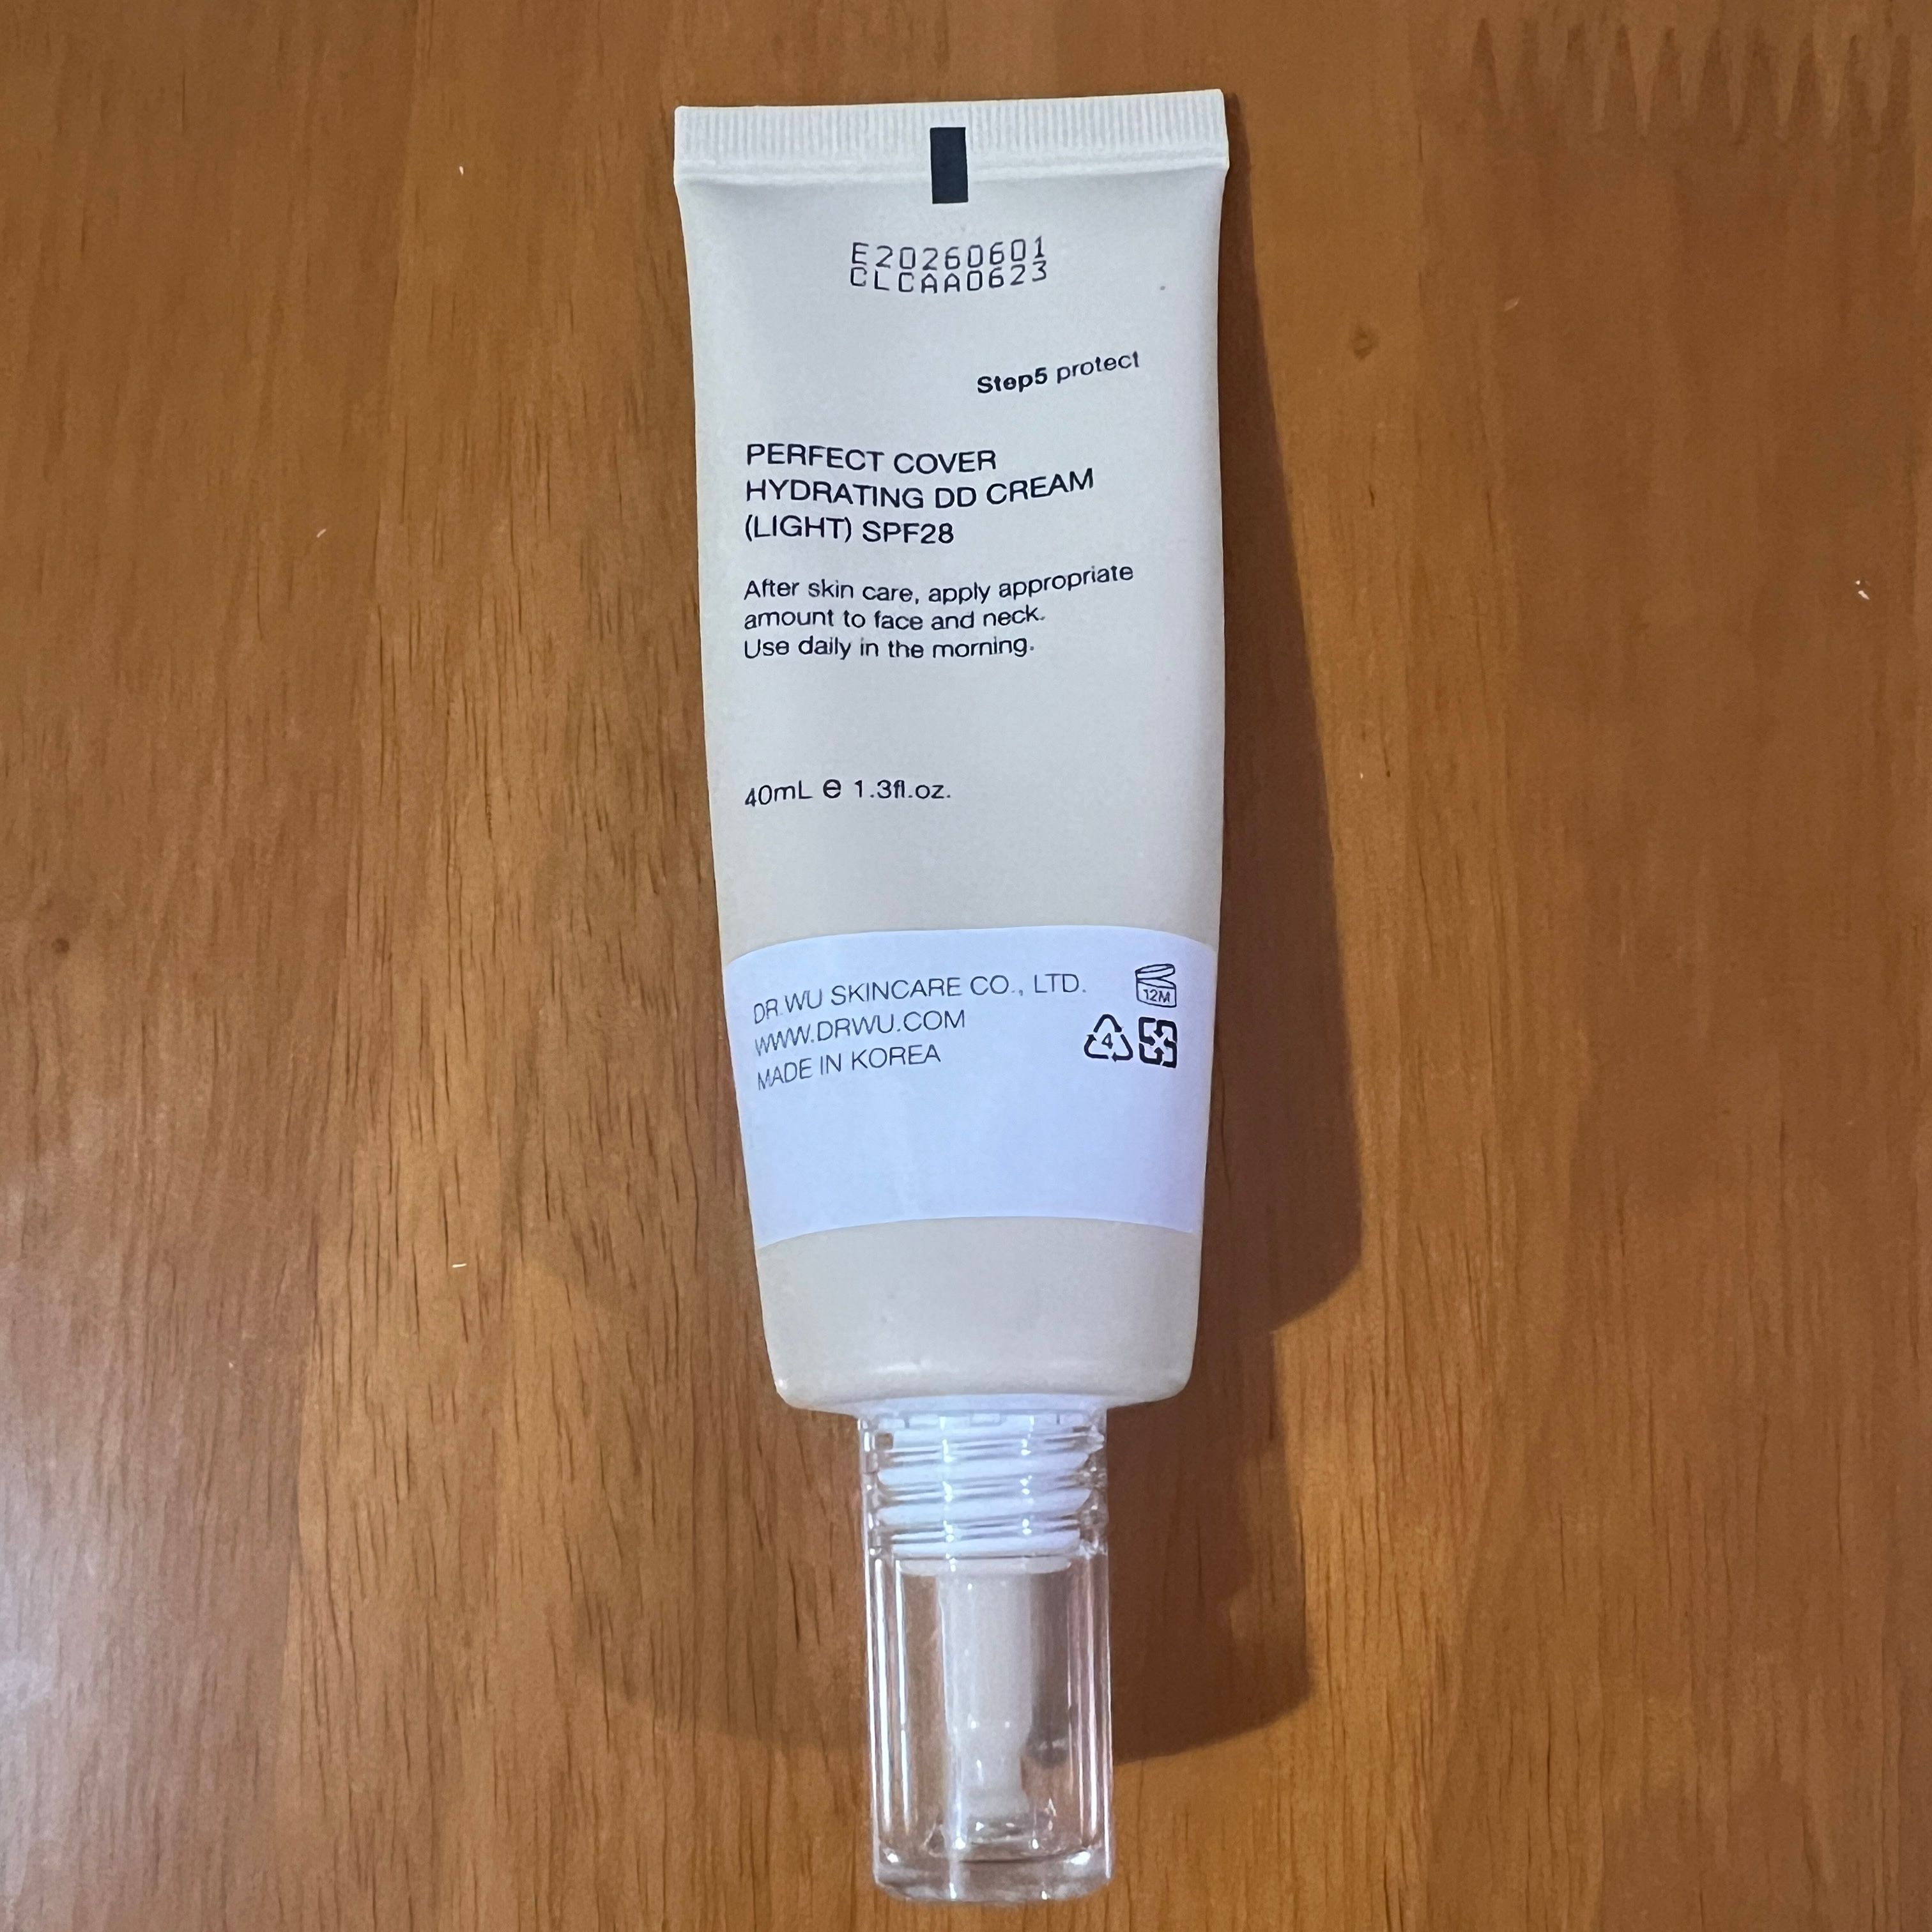 E20260601
CLCAA0623
Step5 protect
PERFECT COVER
HYDRATING DD CREAM
(LIGHT) SPF28
After skin care, apply appropriate
amount to face and neck.
Use daily in the morning.
40mL e 1.3fl.oz.
DR.WU SKINCARE CO., LTD.
WWW.DRWU.COM
MADE IN KOREA
12M
4